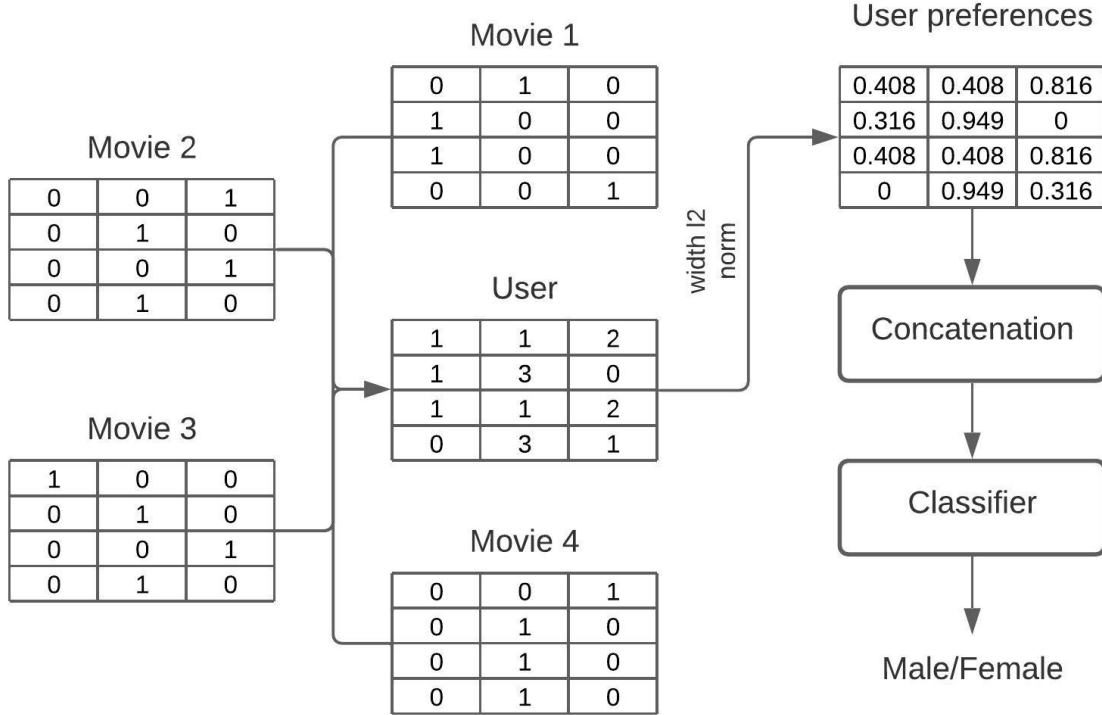 Movie 1
0 1 0
1 0 0
1 0 0
0 0 1
Movie 2
0 0 1
0 1 0
0 0 1
0 1 0
Movie 3
1 0 0
0 1 0
0 0 1
0 1 0
User
1 1 2
1 3 0
1 1 2
0 3 1
Movie 4
0 0 1
0 1 0
0 1 0
0 1 0
width l2
norm
User preferences
0.408 0.408 0.816
0.316 0.949 0
0.408 0.408 0.816
0 0.949 0.316
Concatenation
Classifier
Male/Female